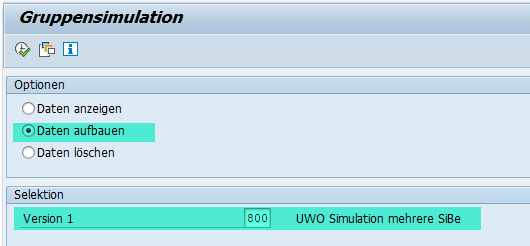 Gruppensimulation
Optionen
Daten anzeigen
Daten aufbauen
Daten löschen
Selektion
Version 1 800 UWO Simulation mehrere SiBe